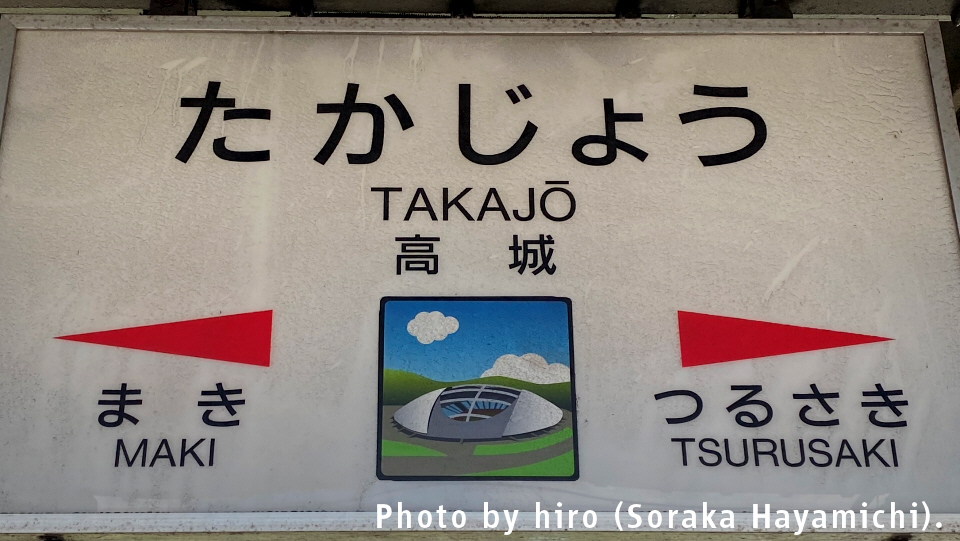 たかじょう
TAKAJŌ
高 城
まき つるさき
MAKI TSURUSAKI
Photo by hiro (Soraka Hayamichi).